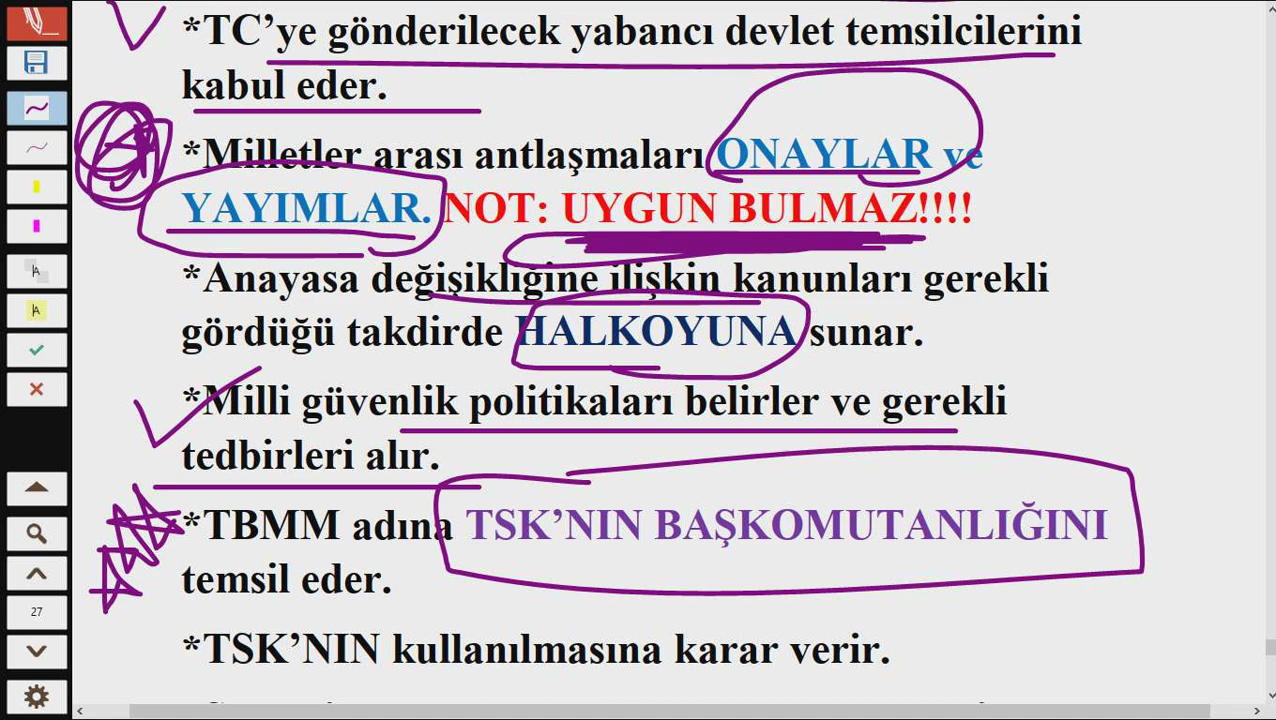 *TC’ye gönderilecek yabancı devlet temsilcilerini
kabul eder.
*Milletler arası antlaşmaları ONAYLAR ve
YAYIMLAR. NOT: UYGUN BULMAZ!!!!
*Anayasa değişikliğine ilişkin kanunları gerekli
gördüğü takdirde HALKOYUNA sunar.
*Milli güvenlik politikaları belirler ve gerekli
tedbirleri alır.
*TBMM adına TSK’NIN BAŞKOMUTANLIĞINI
temsil eder.
*TSK’NIN kullanılmasına karar verir.
27